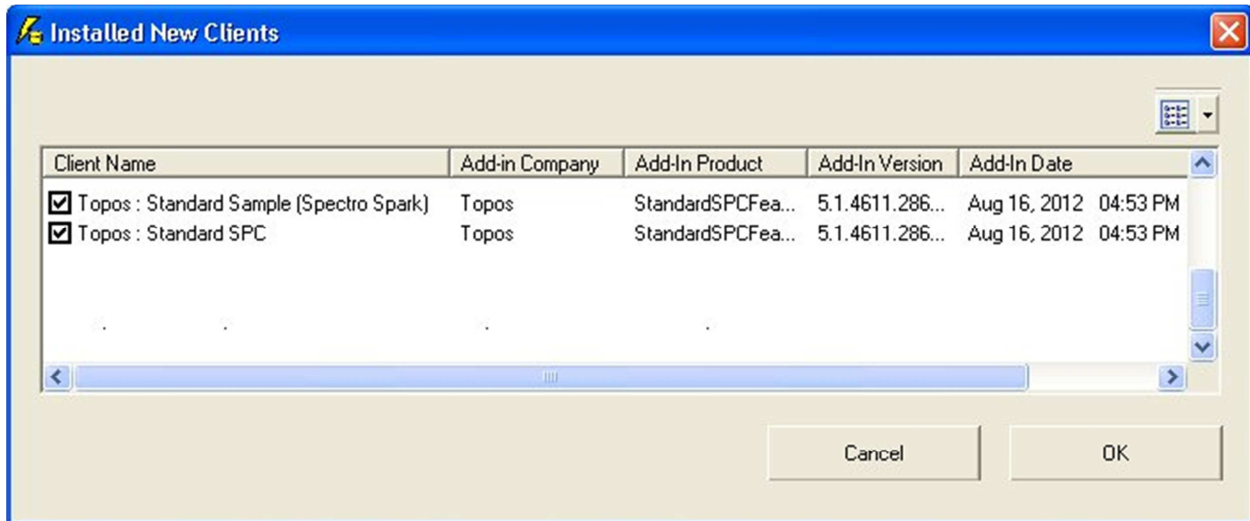 Installed New Clients
Client Name Add-in Company Add-In Product Add-In Version Add-In Date
Topos : Standard Sample (Spectro Spark) Topos StandardSPCFea... 5.1.4611.286... Aug 16, 2012 04:53 PM
Topos : Standard SPC Topos StandardSPCFea... 5.1.4611.286... Aug 16, 2012 04:53 PM
Cancel OK